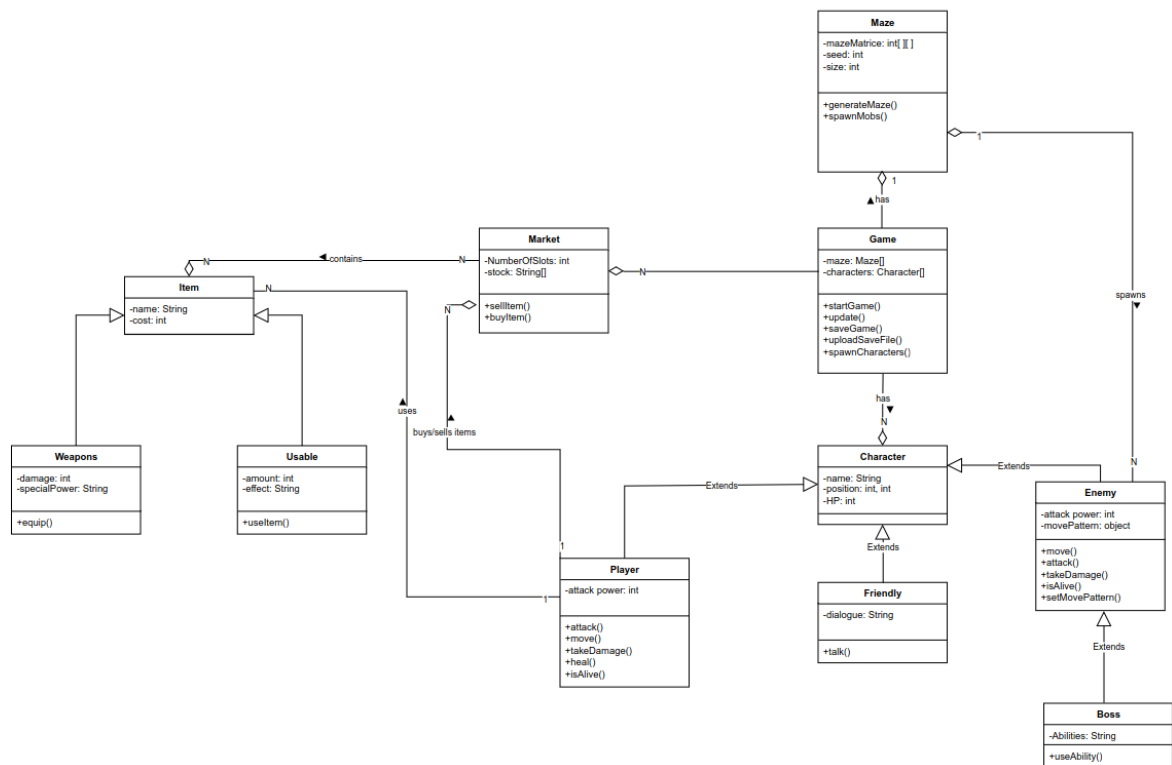 Maze
-mazeMatrice: int[ ][ ]
-seed: int
-size: int
+generateMaze()
+spawnMobs()
1
1
has
spawns
N
Market
-NumberOfSlots: int
-stock: String[]
+sellItem()
+buyItem()
contains
N
N
N
N
Game
-maze: Maze[]
-characters: Character[]
+startGame()
+update()
+saveGame()
+uploadSaveFile()
+spawnCharacters()
Item
-name: String
-cost: int
N
uses
buys/sells items
has
N
Weapons
-damage: int
-specialPower: String
+equip()
Usable
-amount: int
-effect: String
+useItem()
Character
-name: String
-position: int, int
-HP: int
Extends
Extends
Extends
Enemy
-attack power: int
-movePattern: object
+move()
+attack()
+takeDamage()
+isAlive()
+setMovePattern()
1
1
Player
-attack power: int
+attack()
+move()
+takeDamage()
+heal()
+isAlive()
Friendly
-dialogue: String
+talk()
Extends
Boss
-Abilities: String
+useAbility()